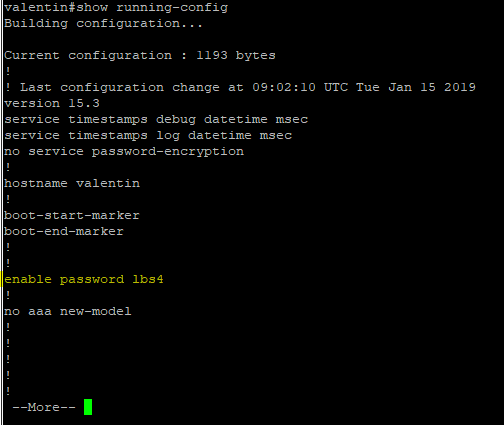 valentin#show running-config
Building configuration...
Current configuration : 1193 bytes
!
! Last configuration change at 09:02:10 UTC Tue Jan 15 2019
version 15.3
service timestamps debug datetime msec
service timestamps log datetime msec
no service password-encryption
!
hostname valentin
!
boot-start-marker
boot-end-marker
!
!
enable password lbs4
!
no aaa new-model
!
!
!
!
!
--More--